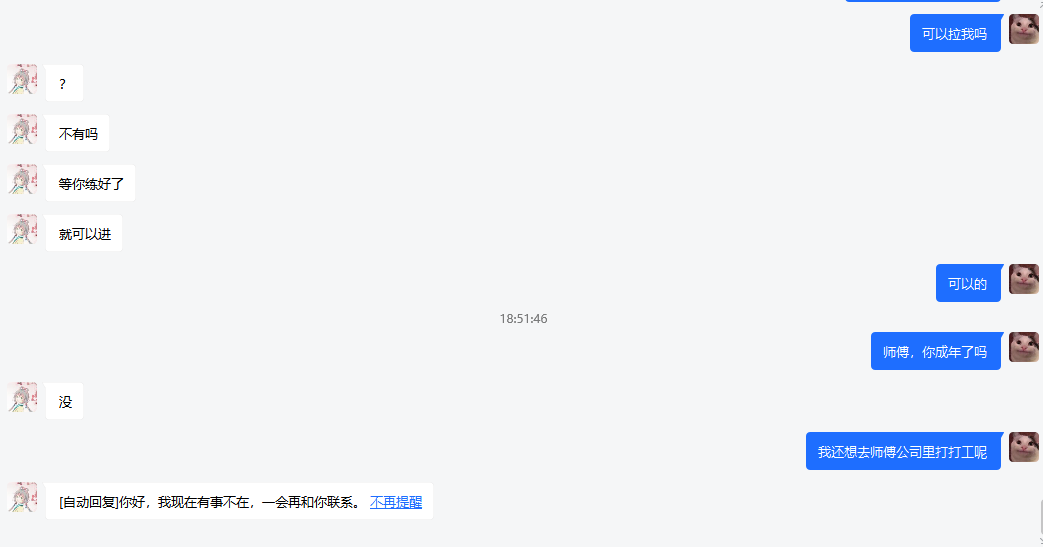 可以拉我吗
?
不有吗
等你练好了
就可以进
可以的
18:51:46
师傅，你成年了吗
没
我还想去师傅公司里打打工呢
[自动回复]你好，我现在有事不在，一会再和你联系。 不再提醒